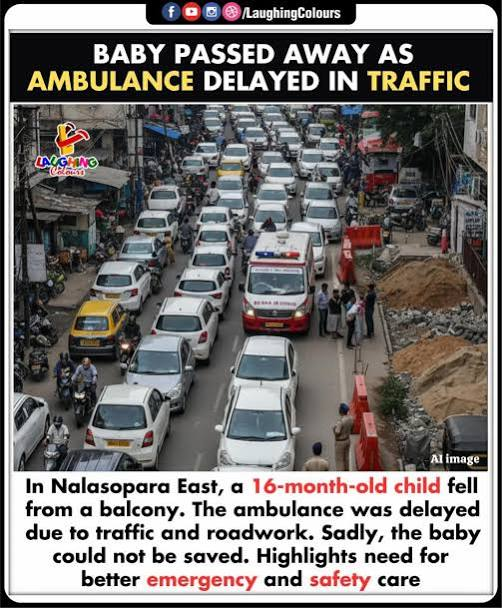 /LaughingColours
BABY PASSED AWAY AS
AMBULANCE DELAYED IN TRAFFIC
LAUGHING
Colours
AI image
In Nalasopara East, a 16-month-old child fell
from a balcony. The ambulance was delayed
due to traffic and roadwork. Sadly, the baby
could not be saved. Highlights need for
better emergency and safety care